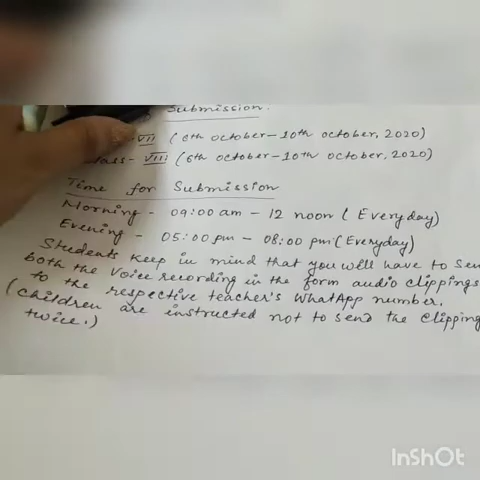 Submission.
VII (6th october-10th october, 2020)
class- VIII (6th october-10th october, 2020)
Time for Submission
Morning - 09:00 am - 12 noon ( Everyday)
Evening - 05:00 pm - 08:00 pm (Everyday)
Students keep in mind that you will have to sen
both the voice recording in the form audio clippings
to the respective teacher's WhatApp number.
(children are instructed not to send the clipping
twice.)
InShOt